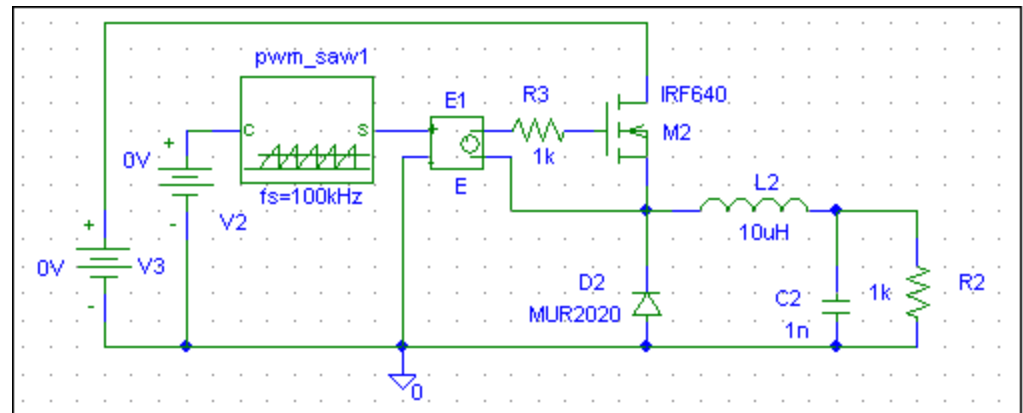 pwm_saw1
C
S
fs=100kHz
E1
E
R3
1k
IRF640
M2
+
0V
-
V2
+
0V
-
V3
L2
10uH
D2
MUR2020
C2
1n
1k
R2
0